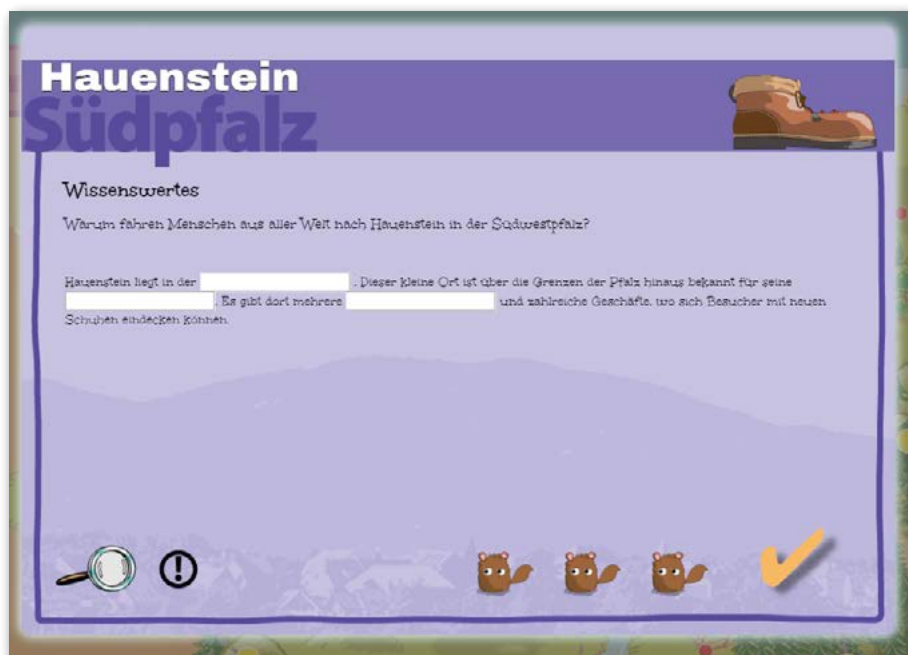 Hauenstein
Südpfalz
Wissenswertes
Warum fahren Menschen aus aller Welt nach Hauenstein in der Südwestpfalz?
Hauenstein liegt in der . Dieser kleine Ort ist über die Grenzen der Pfalz hinaus bekannt für seine
. Es gibt dort mehrere und zahlreiche Geschäfte, wo sich Besucher mit neuen
Schuhen eindecken können.